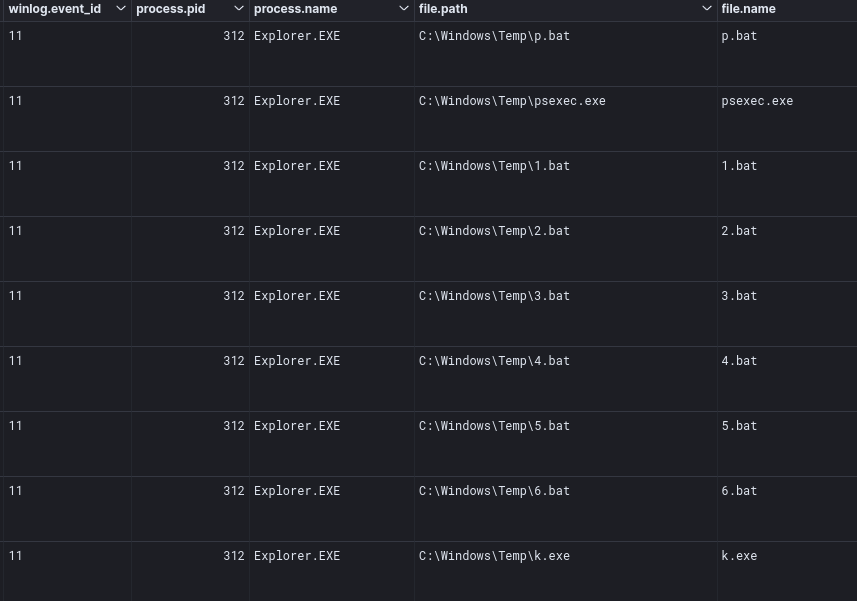 winlog.event_id process.pid process.name file.path file.name
11 312 Explorer.EXE C:\Windows\Temp\p.bat p.bat
11 312 Explorer.EXE C:\Windows\Temp\psexec.exe psexec.exe
11 312 Explorer.EXE C:\Windows\Temp\1.bat 1.bat
11 312 Explorer.EXE C:\Windows\Temp\2.bat 2.bat
11 312 Explorer.EXE C:\Windows\Temp\3.bat 3.bat
11 312 Explorer.EXE C:\Windows\Temp\4.bat 4.bat
11 312 Explorer.EXE C:\Windows\Temp\5.bat 5.bat
11 312 Explorer.EXE C:\Windows\Temp\6.bat 6.bat
11 312 Explorer.EXE C:\Windows\Temp\k.exe k.exe